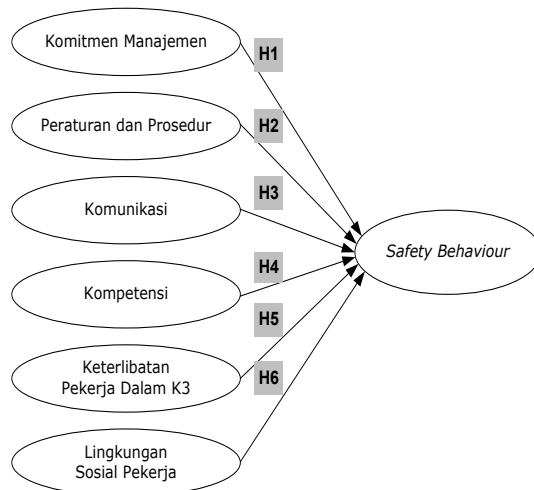 Komitmen Manajemen
H1
Peraturan dan Prosedur
H2
Komunikasi
H3
Safety Behaviour
Kompetensi
H4
H5
Keterlibatan
Pekerja Dalam K3
H6
Lingkungan
Sosial Pekerja